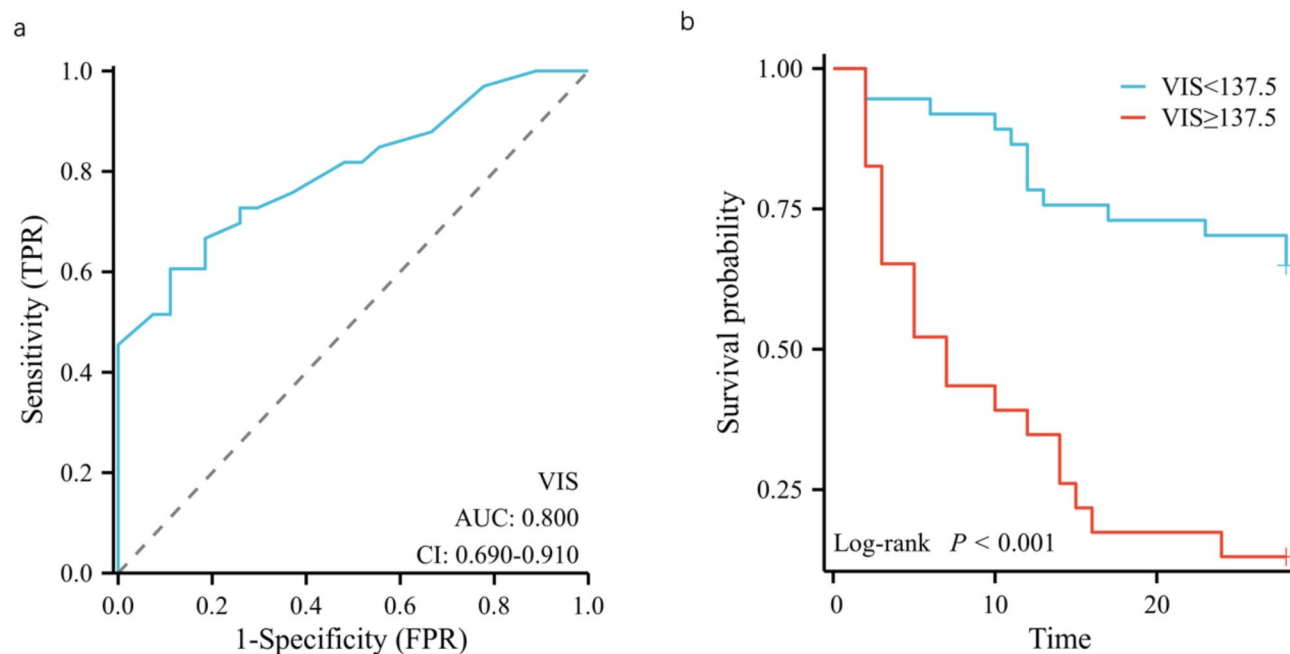 a
1.0
0.8
0.6
0.4
0.2
0.0
Sensitivity (TPR)
VIS
AUC: 0.800
CI: 0.690-0.910
0.0 0.2 0.4 0.6 0.8 1.0
1-Specificity (FPR)
b
1.00
0.75
0.50
0.25
Survival probability
VIS<137.5
VIS≥137.5
Log-rank P < 0.001
0 10 20
Time